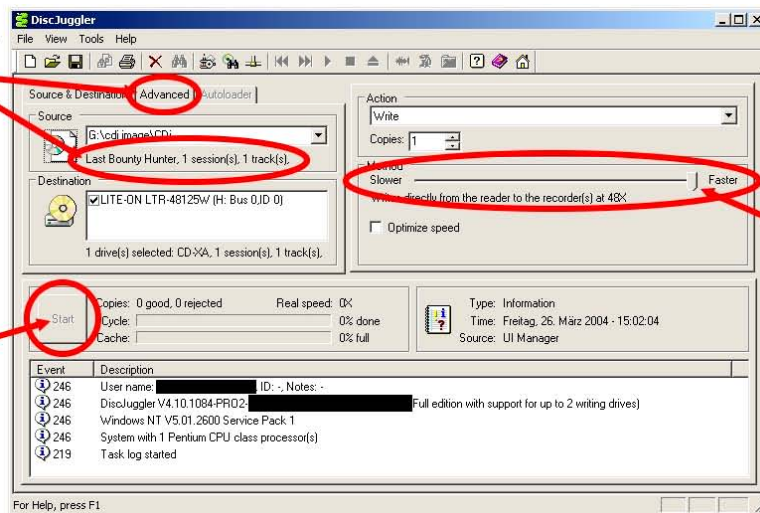 DiscJuggler
File View Tools Help
Source & Destination Advanced Autoloader
Source
G:\cdi image\CDi
Last Bounty Hunter, 1 session(s), 1 track(s),
Destination
LITE-ON LTR-48125W (H: Bus 0,ID 0)
1 drive(s) selected: CD-XA, 1 session(s), 1 track(s),
Action
Write
Copies: 1
Method
Slower Faster
Writes directly from the reader to the recorder(s) at 48X
Optimize speed
Start
Copies: 0 good, 0 rejected Real speed: 0X
Cycle: 0% done
Cache: 0% full
Type: Information
Time: Freitag, 26. März 2004 - 15:02:04
Source: UI Manager
Event Description
246 User name: , ID: -, Notes: -
246 DiscJuggler V4.10.1084-PRO2- Full edition with support for up to 2 writing drives)
246 Windows NT V5.01.2600 Service Pack 1
246 System with 1 Pentium CPU class processor(s)
219 Task log started
For Help, press F1